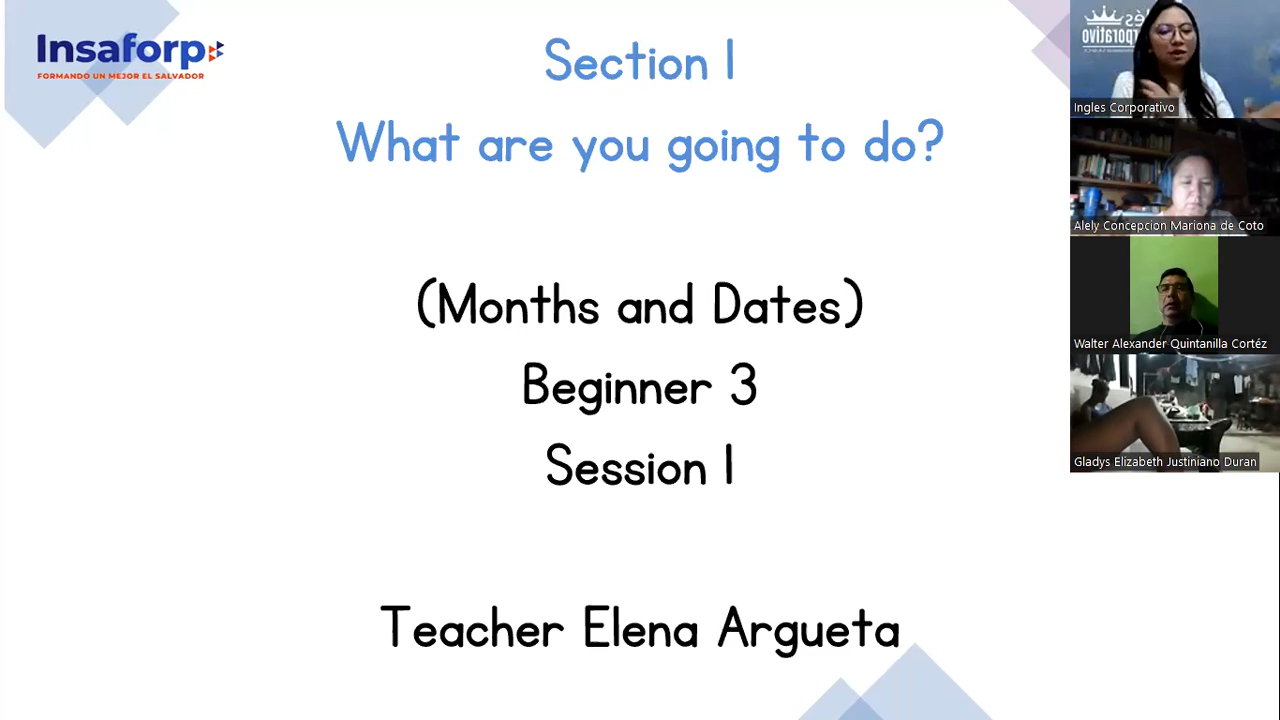 Insaforp
FORMANDO UN MEJOR EL SALVADOR
Section 1
What are you going to do?
(Months and Dates)
Beginner 3
Session 1
Teacher Elena Argueta
Ingles Corporativo
Alely Concepcion Mariona de Coto
Walter Alexander Quintanilla Cortéz
Gladys Elizabeth Justiniano Duran